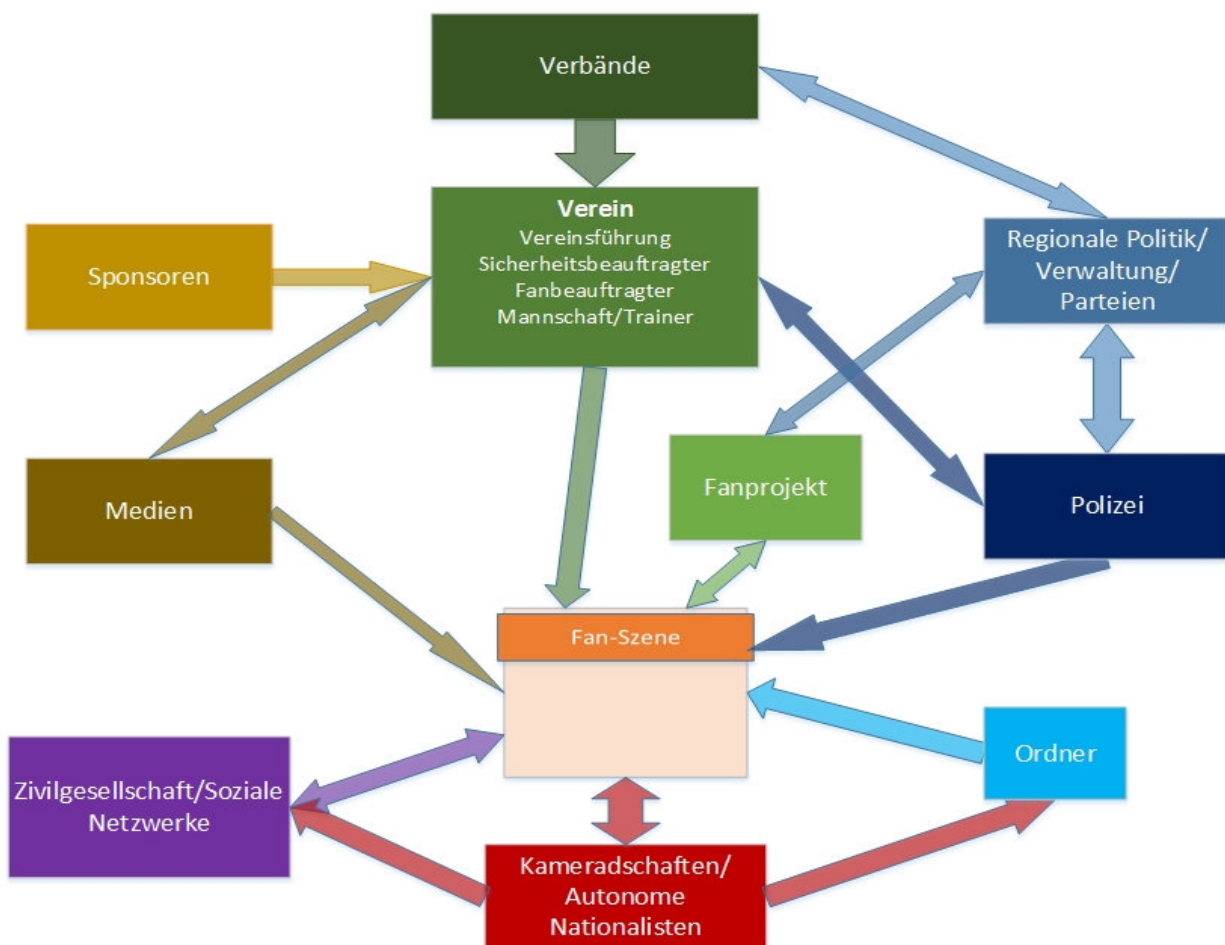 Verbände
Verein
Vereinsführung
Sicherheitsbeauftragter
Fanbeauftragter
Mannschaft/Trainer
Sponsoren
Regionale Politik/
Verwaltung/
Parteien
Medien
Fanprojekt
Polizei
Fan-Szene
Zivilgesellschaft/Soziale
Netzwerke
Ordner
Kameradschaften/
Autonome
Nationalisten